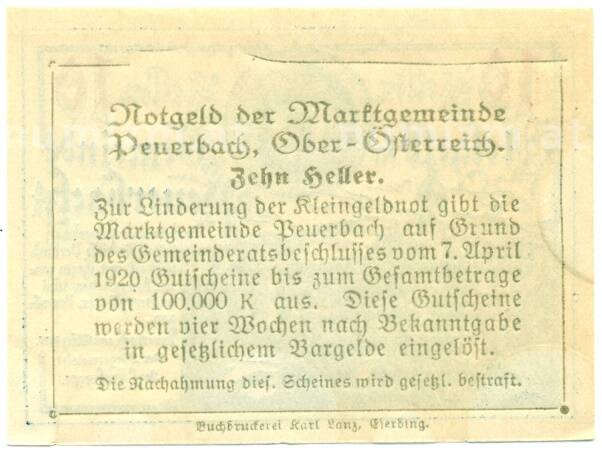 Notgeld der Marktgemeinde
Peuerbach, Ober-Österreich.
Zehn Heller.
Zur Linderung der Kleingeldnot gibt die
Marktgemeinde Peuerbach auf Grund
des Gemeinderatsbeschlusses vom 7. April
1920 Gutscheine bis zum Gesamtbetrage
von 100.000 K aus. Diese Gutscheine
werden vier Wochen nach Bekanntgabe
in gesetzlichem Bargelde eingelöst.
Die Nachahmung dies. Scheines wird gesetzl. bestraft.
Buchdruckerei Karl Lanz, Eferding.